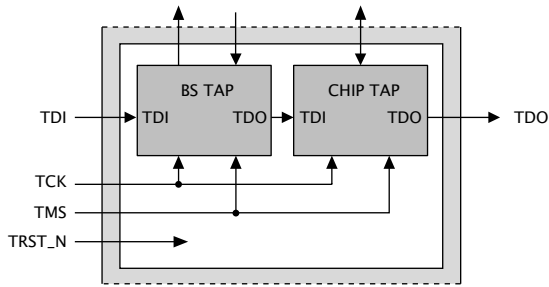 BS TAP
CHIP TAP
TDI TDI TDO TDI TDO TDO
TCK
TMS
TRST_N